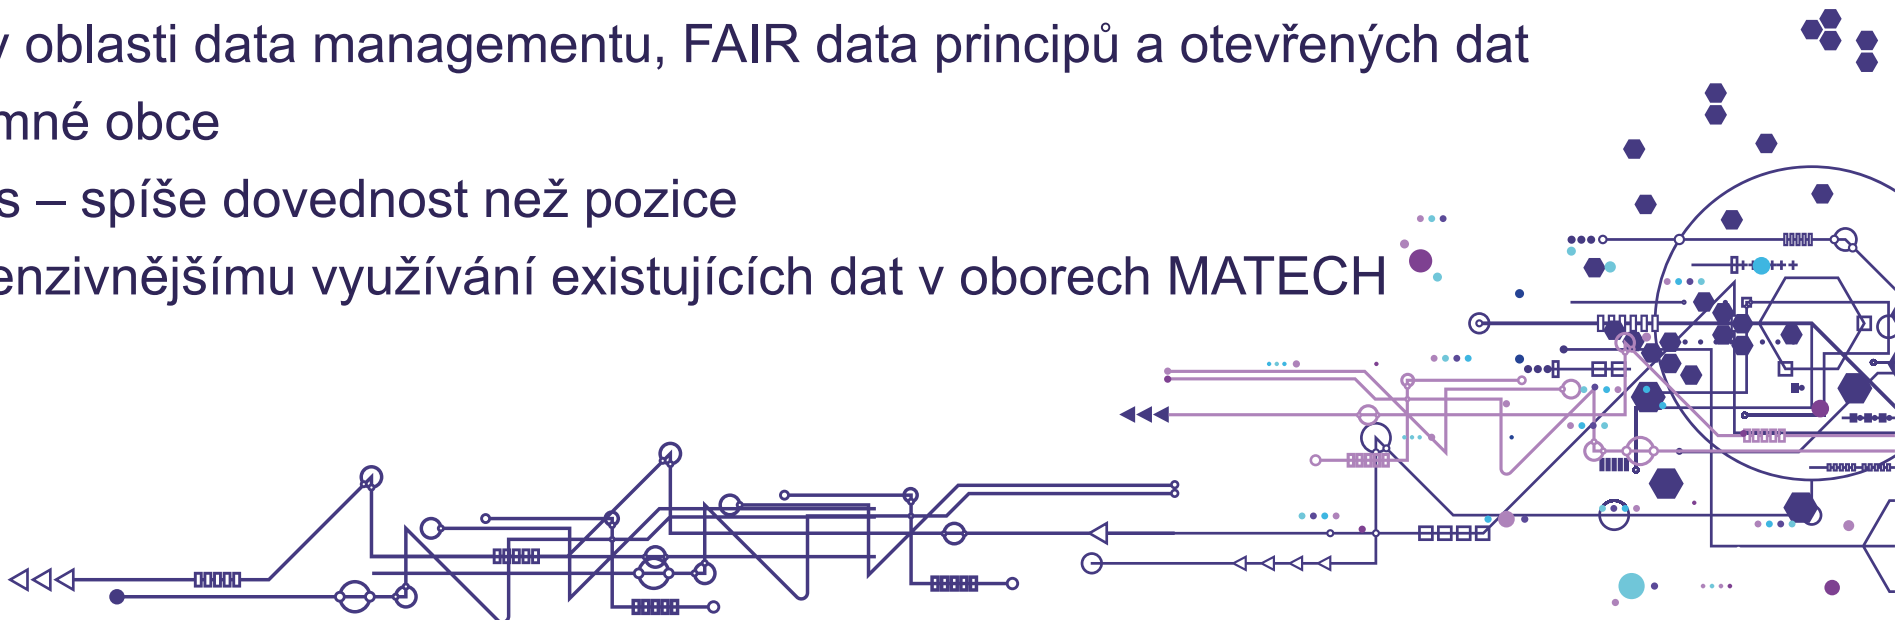 v oblasti data managementu, FAIR data principů a otevřených dat
mné obce
s – spíše dovednost než pozice
enzivnějšímu využívání existujících dat v oborech MATECH